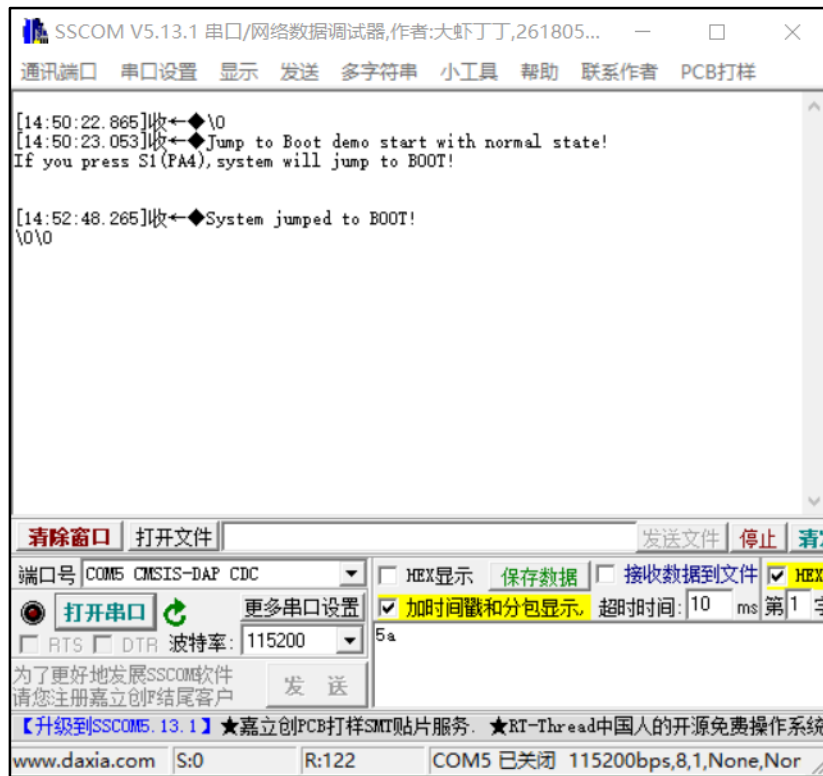 SSCOM V5.13.1 串口/网络数据调试器,作者:大虾丁丁,261805...
通讯端口 串口设置 显示 发送 多字符串 小工具 帮助 联系作者 PCB打样
[14:50:22.865]收←◆\0
[14:50:23.053]收←◆Jump to Boot demo start with normal state!
If you press S1(PA4),system will jump to BOOT!
[14:52:48.265]收←◆System jumped to BOOT!
\0\0
清除窗口 打开文件 发送文件 停止
端口号 COM5 CMSIS-DAP CDC HEX显示 保存数据 接收数据到文件 HEX
打开串口 更多串口设置 加时间戳和分包显示, 超时时间: 10 ms 第 1
RTS DTR 波特率: 115200 5a
为了更好地发展SSCOM软件
请您注册嘉立创F结尾客户
发 送
【升级到SSCOM5.13.1】★嘉立创PCB打样SMT贴片服务. ★RT-Thread中国人的开源免费操作系统
www.daxia.com S:0 R:122 COM5 已关闭 115200bps,8,1,None,Nor